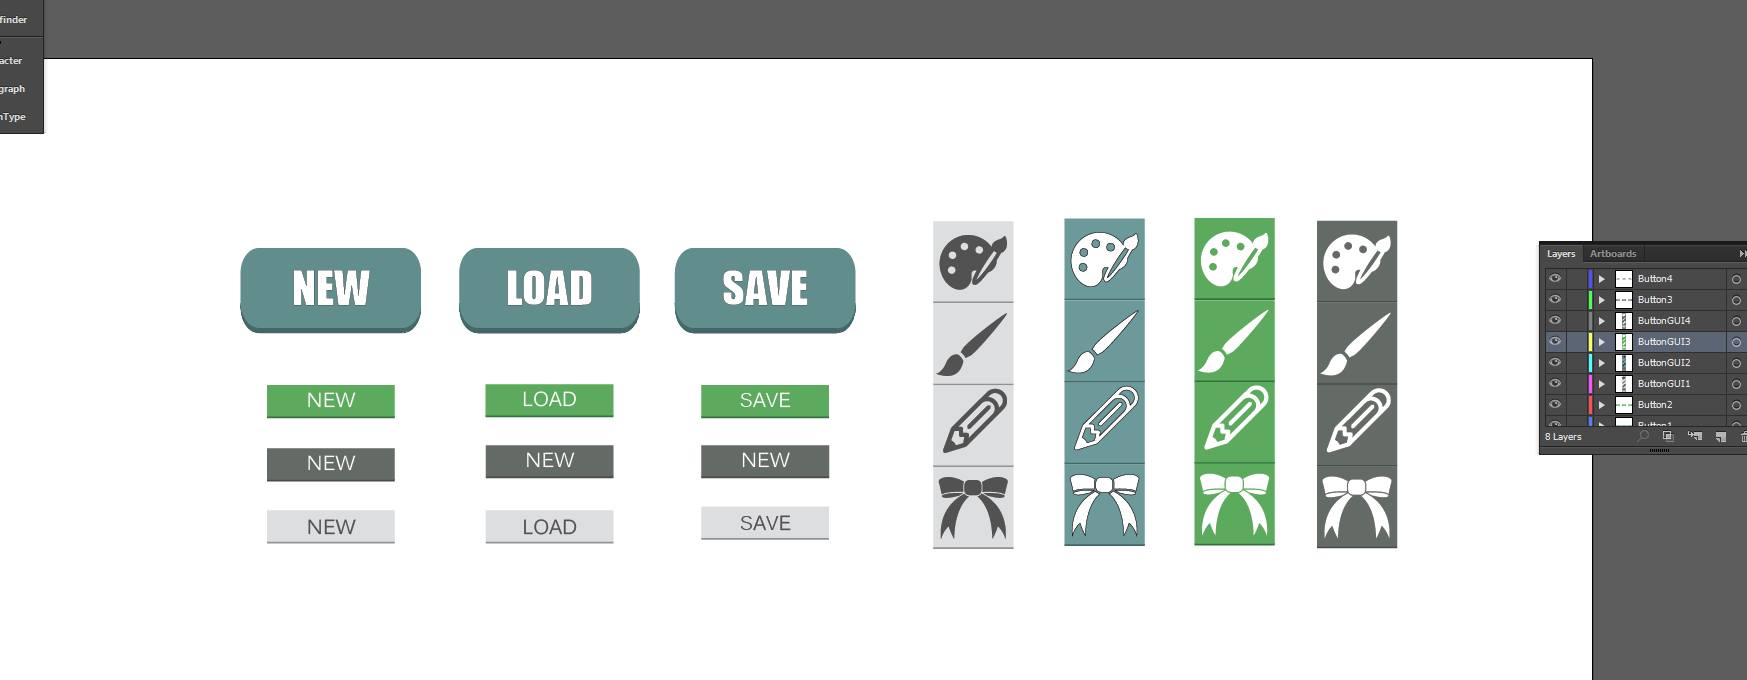 finder
acter
graph
nType
NEW LOAD SAVE
NEW LOAD SAVE
NEW NEW NEW
NEW LOAD SAVE
Layers Artboards
Button4
Button3
ButtonGUI4
ButtonGUI3
ButtonGUI2
ButtonGUI1
Button2
Button1
8 Layers